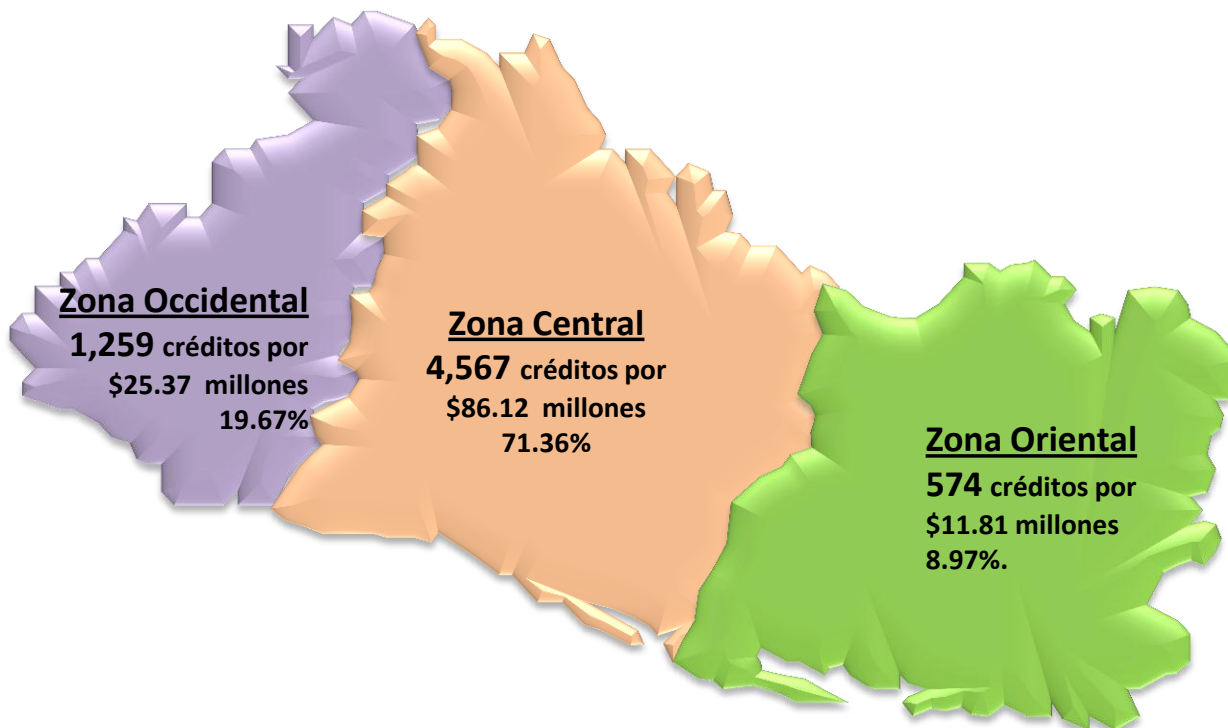 Zona Occidental
1,259 créditos por
$25.37 millones
19.67%
Zona Central
4,567 créditos por
$86.12 millones
71.36%
Zona Oriental
574 créditos por
$11.81 millones
8.97%.